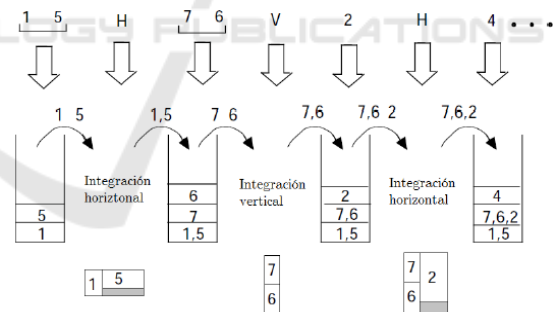 1 5 H 7 6 V 2 H 4 . . .
LOGY PUBLICATIONS
1 5 1,5 7 6 7,6 7,6 2 7,6,2
Integración
horiztonal
Integración
vertical
Integración
horizontal
5
1
6
7
1,5
2
7,6
1,5
4
7,6,2
1,5
1 5
7
6
7
6
2